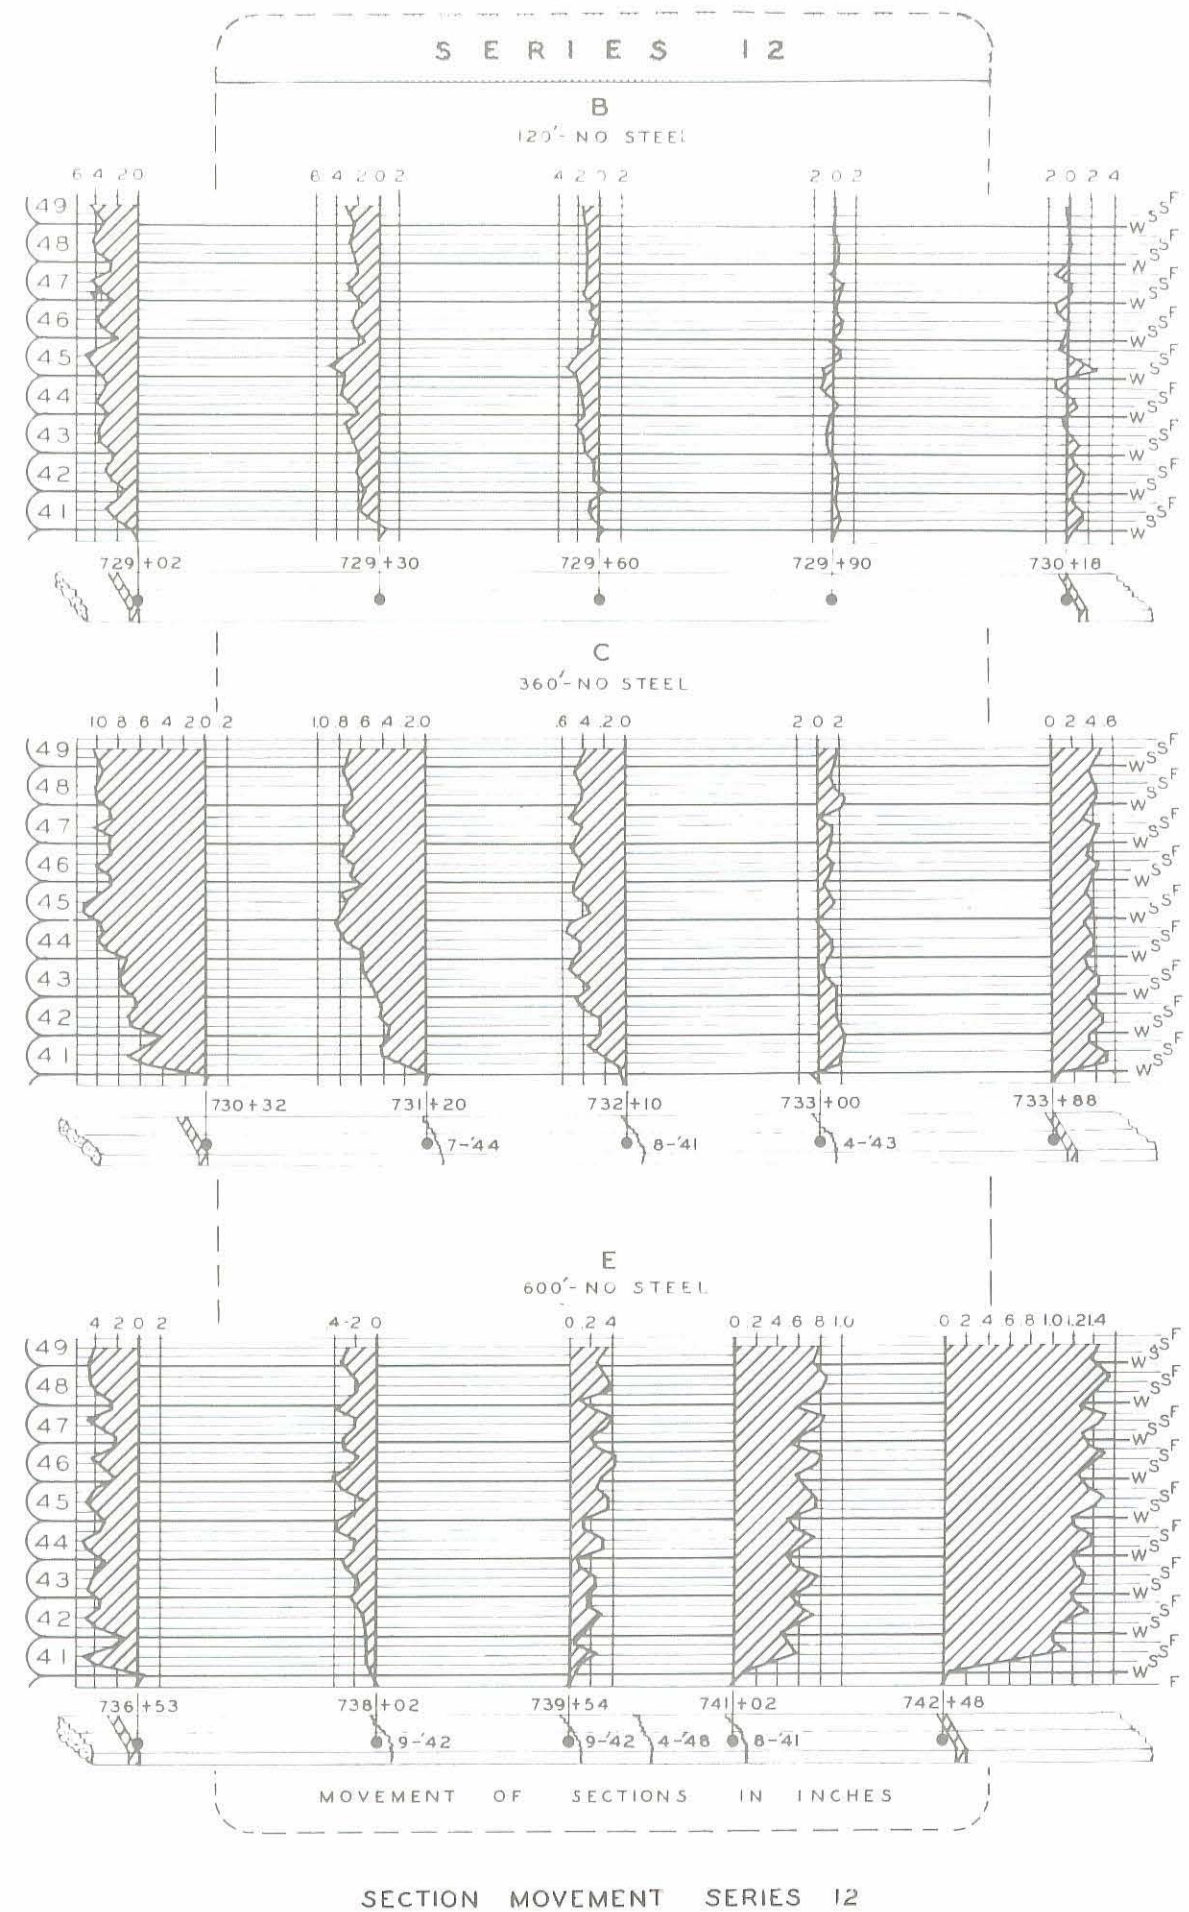 SERIES 12
B
120'-NO STEEL
6 4 2 0
6 4 2 0 2
4 2 0 2
2 0 2
2 0 2 4
49
48
47
46
45
44
43
42
41
W S S F
W S S F
W S S F
W S S F
W S S F
W S S F
W S S F
W S S F
W S S F
729+02
729+30
729+60
729+90
730+18
C
360'-NO STEEL
10 8 6 4 2 0 2
1.0 .8 .6 .4 .2 .0
.6 .4 .2 0
.2 0 2
0 2 4 .6
49
48
47
46
45
44
43
42
41
W S S F
W S S F
W S S F
W S S F
W S S F
W S S F
W S S F
W S S F
W S S F
730+32
731+20
732+10
733+00
733+88
7-'44
8-'41
4-'43
E
600'-NO STEEL
4 2 0 2
4 -2 0
0 .2 4
0 .2 4 6 8 1.0
0 .2 4 6 8 1.0 1.2 1.4
49
48
47
46
45
44
43
42
41
W S S F
W S S F
W S S F
W S S F
W S S F
W S S F
W S S F
W S S F
W S S F
F
736+53
738+02
739+54
741+02
742+48
9-'42
9-'42
4-'48
8-'41
MOVEMENT OF SECTIONS IN INCHES
SECTION MOVEMENT SERIES 12